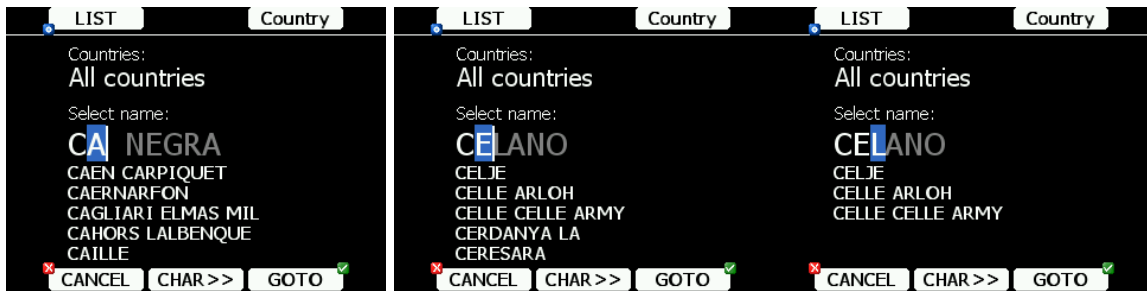 LIST Country
Countries:
All countries
Select name:
CA NEGRA
CAEN CARPIQUET
CAERNARFON
CAGLIARI ELMAS MIL
CAHORS LALBENQUE
CAILLE
CANCEL CHAR>> GOTO
LIST Country
Countries:
All countries
Select name:
CELANO
CELJE
CELLE ARLOH
CELLE CELLE ARMY
CERDANYA LA
CERESARA
CANCEL CHAR>> GOTO
LIST Country
Countries:
All countries
Select name:
CELANO
CELJE
CELLE ARLOH
CELLE CELLE ARMY
CANCEL CHAR>> GOTO